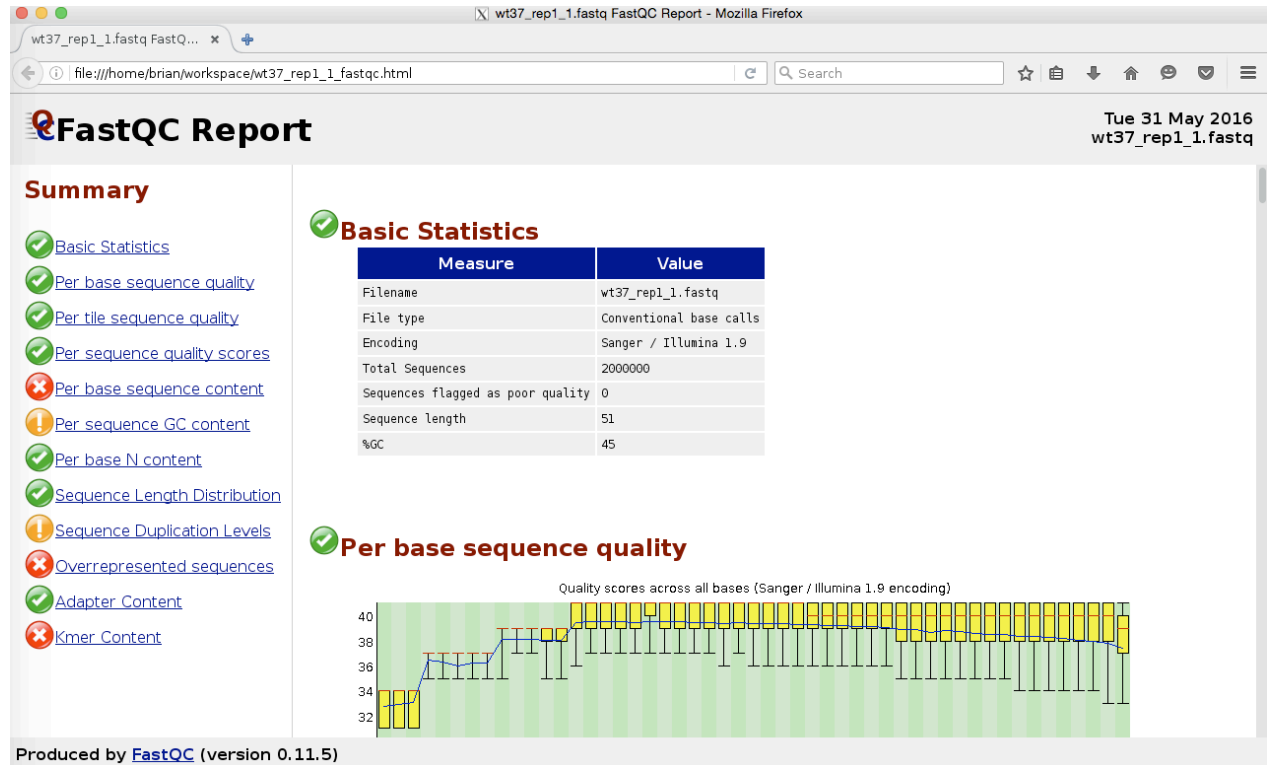 wt37_rep1_1.fastq FastQC Report - Mozilla Firefox
wt37_rep1_1.fastq FastQ...
file:///home/brian/workspace/wt37_rep1_1_fastqc.html
Search
FastQC Report
Tue 31 May 2016
wt37_rep1_1.fastq
Summary
Basic Statistics
Per base sequence quality
Per tile sequence quality
Per sequence quality scores
Per base sequence content
Per sequence GC content
Per base N content
Sequence Length Distribution
Sequence Duplication Levels
Overrepresented sequences
Adapter Content
Kmer Content
Basic Statistics
Measure Value
Filename wt37_rep1_1.fastq
File type Conventional base calls
Encoding Sanger / Illumina 1.9
Total Sequences 2000000
Sequences flagged as poor quality 0
Sequence length 51
%GC 45
Per base sequence quality
Quality scores across all bases (Sanger / Illumina 1.9 encoding)
40
38
36
34
32
Produced by FastQC (version 0.11.5)